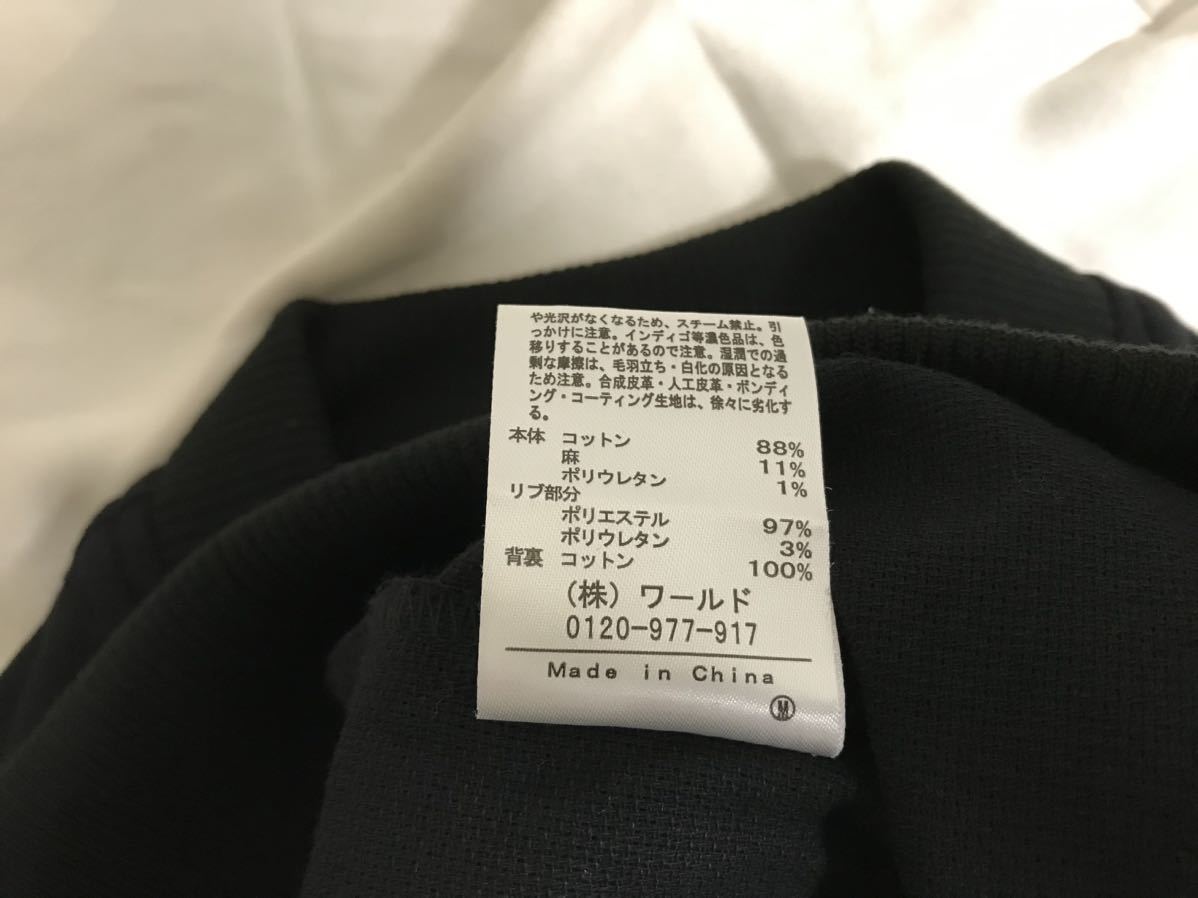 や光沢がなくなるため、スチーム禁止。引
っかけに注意。インディゴ等濃色品は、色
移りすることがあるので注意。湿潤での過
剰な摩擦は、毛羽立ち・白化の原因となる
ため注意。合成皮革・人工皮革・ボンディ
ング・コーティング生地は、徐々に劣化す
る。
本体 コットン 88%
麻 11%
ポリウレタン 1%
リブ部分
ポリエステル 97%
ポリウレタン 3%
背裏 コットン 100%
（株）ワールド
0120-977-917
Made in China
Ⓜ